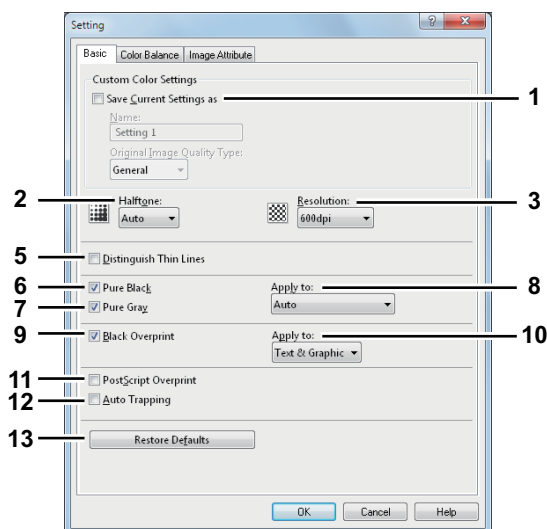 Setting
Basic Color Balance Image Attribute
Custom Color Settings
Save Current Settings as 1
Name:
Setting 1
Original Image Quality Type:
General
2 Halftone: Resolution: 3
Auto 600dpi
5 Distinguish Thin Lines
6 Pure Black Apply to: 8
7 Pure Gray Auto
9 Black Overprint Apply to: 10
Text & Graphic
11 PostScript Overprint
12 Auto Trapping
13 Restore Defaults
OK Cancel Help